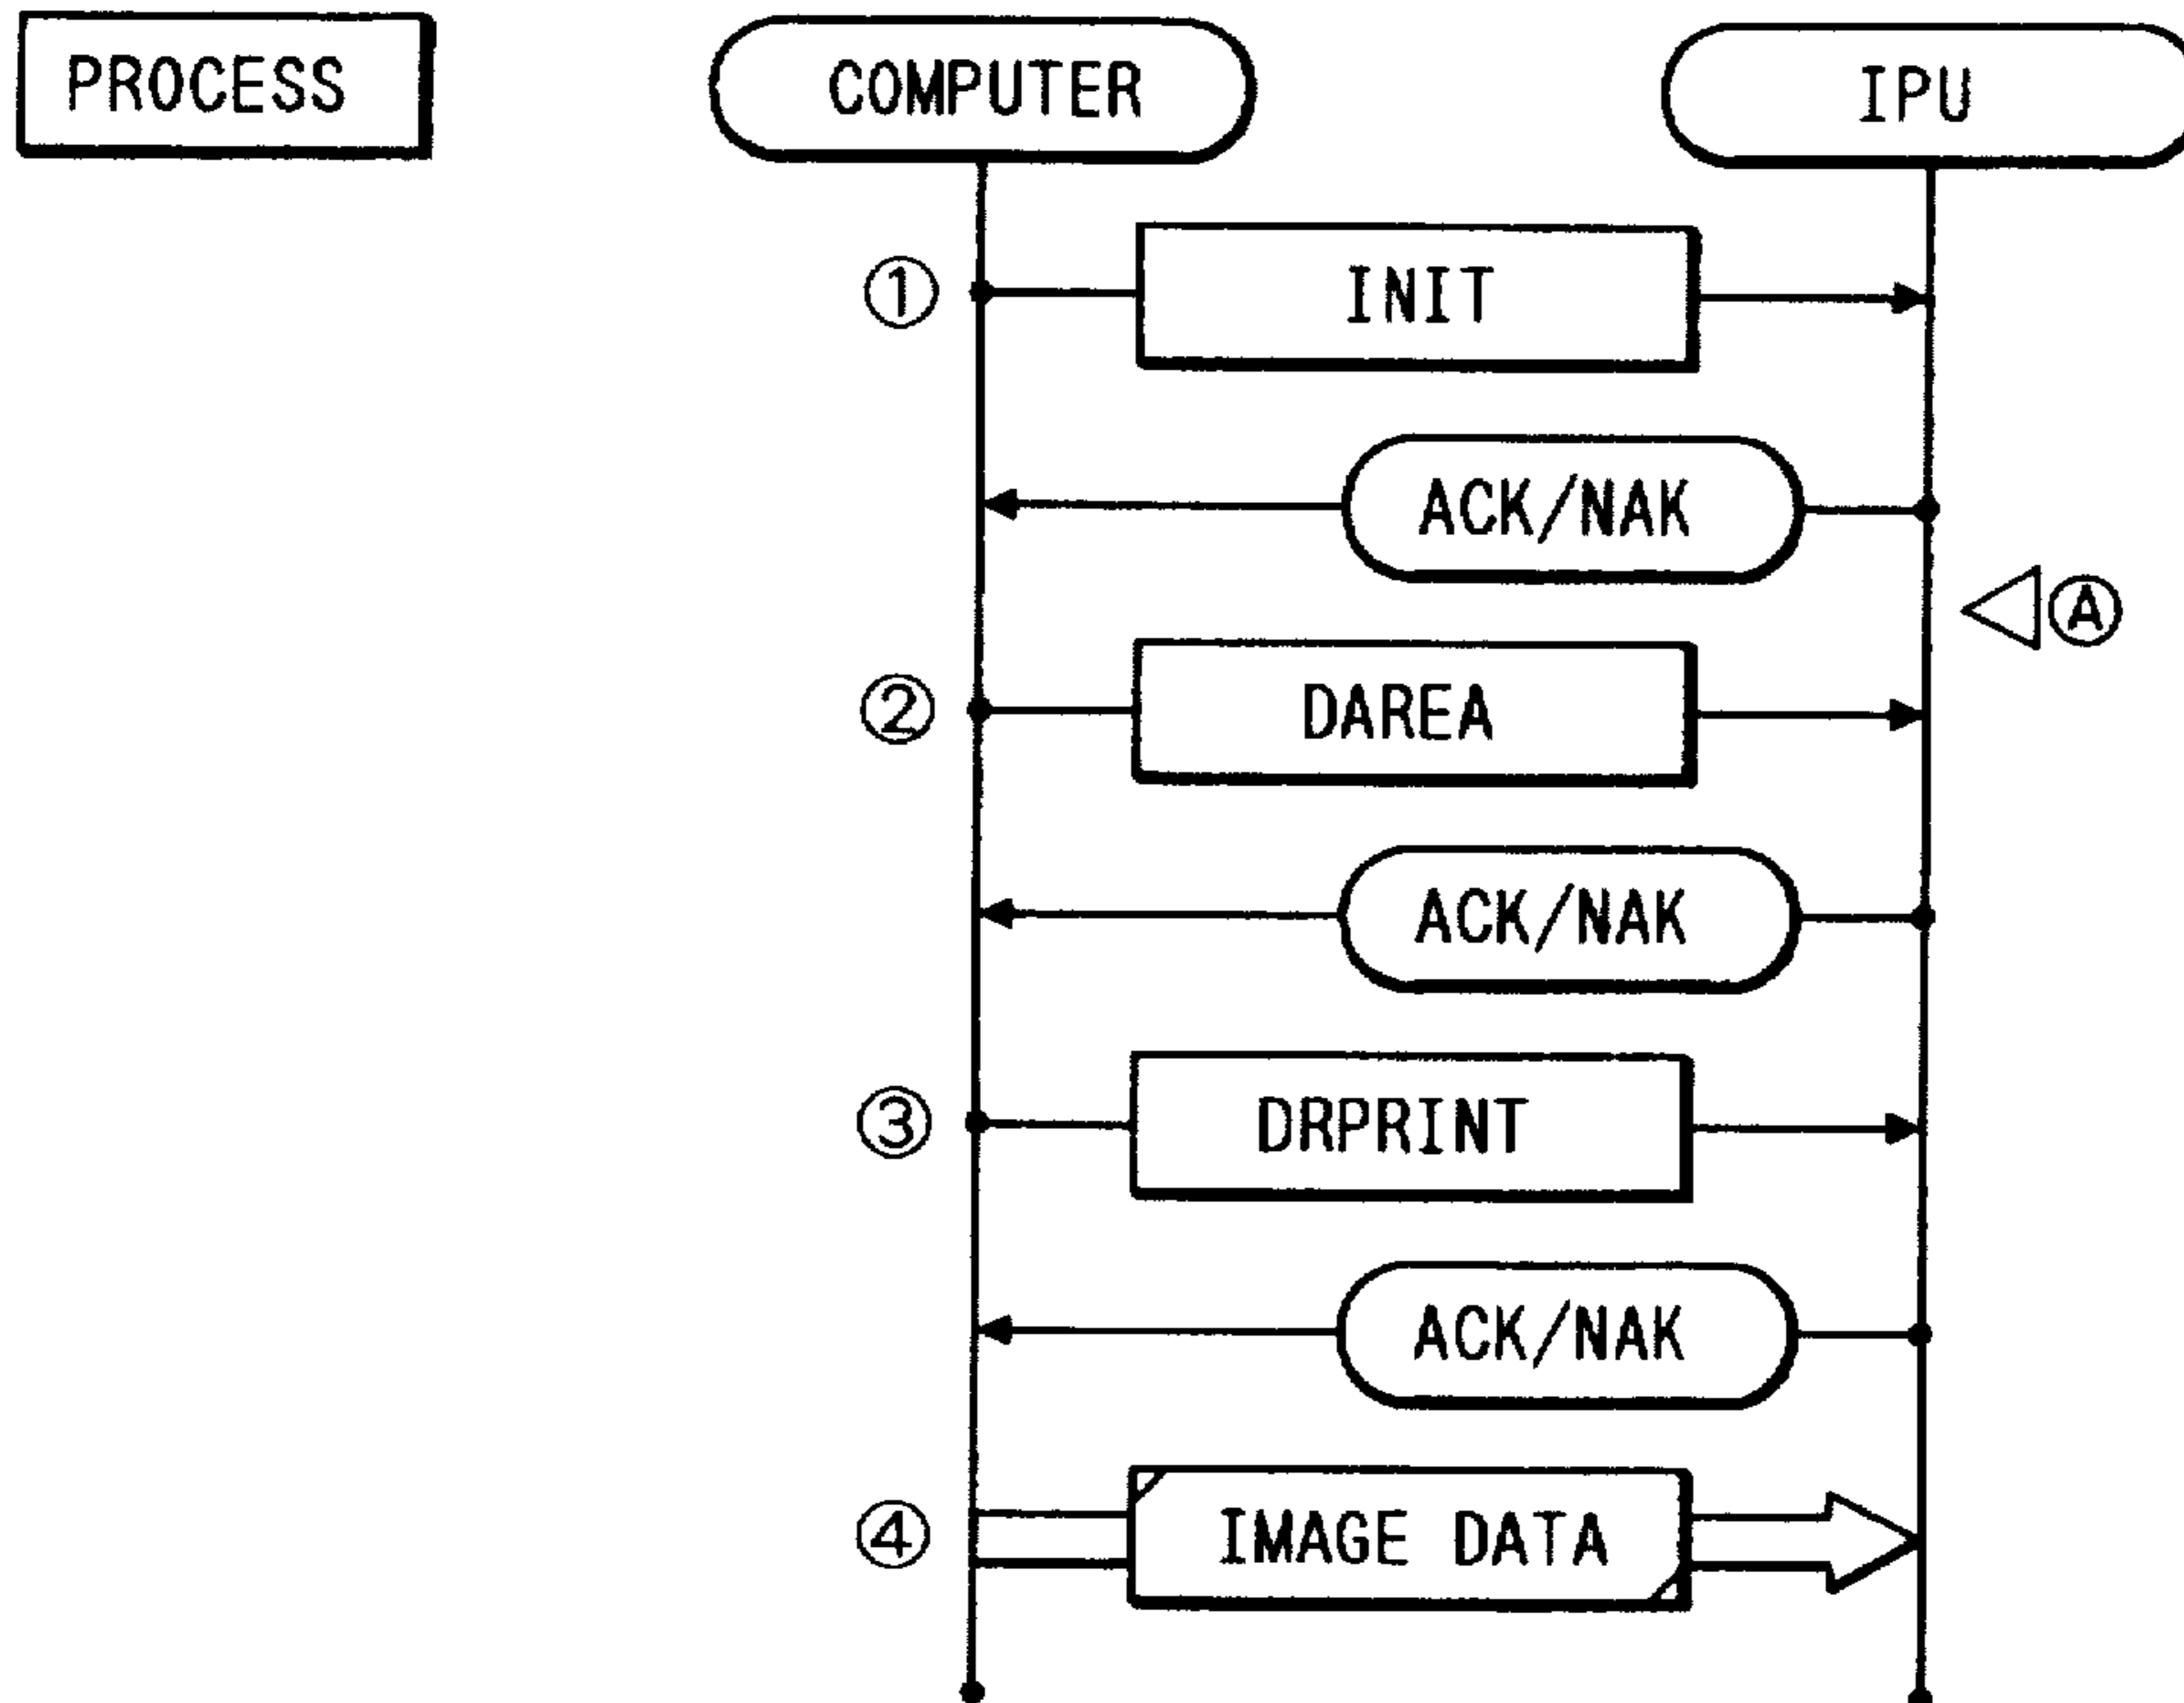 PROCESS COMPUTER IPU
① INIT
ACK/NAK
Ⓐ
② DAREA
ACK/NAK
③ DRPRINT
ACK/NAK
④ IMAGE DATA